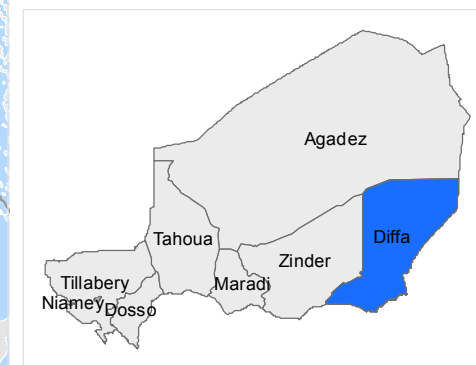 Agadez
Tahoua
Diffa
Zinder
Tillabery
Maradi
Niamey
Dosso